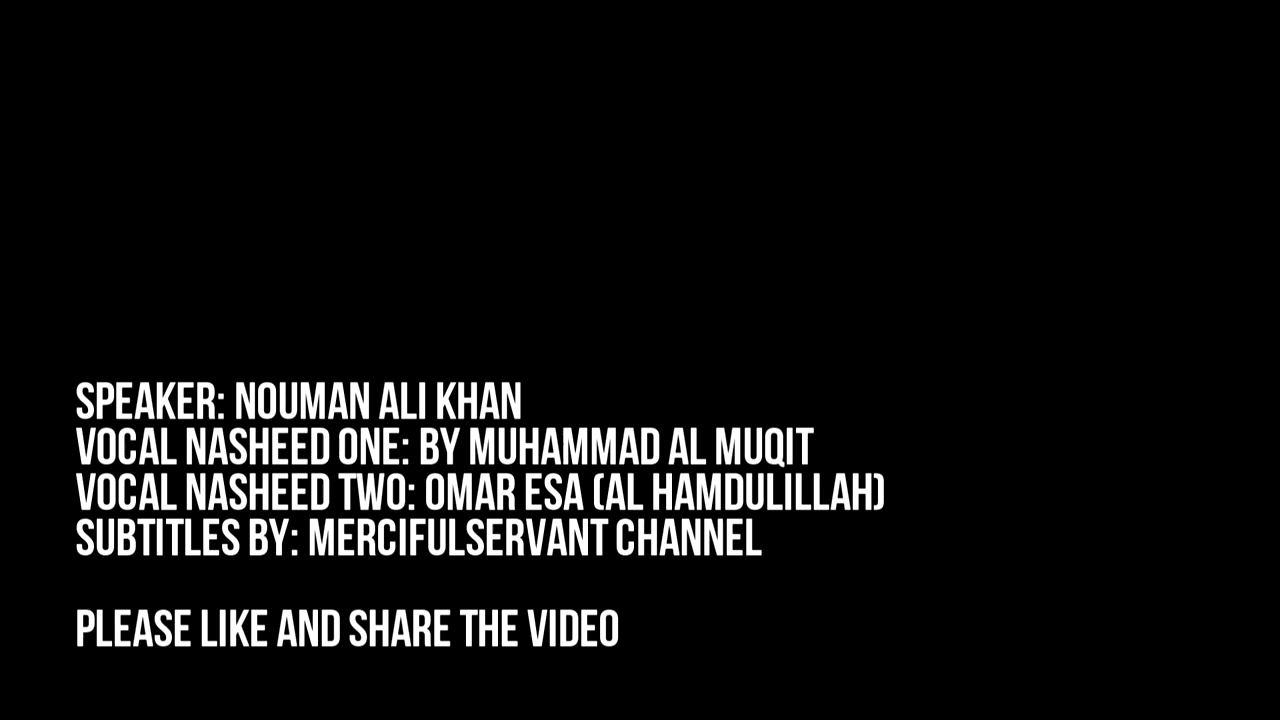 SPEAKER: NOUMAN ALI KHAN
VOCAL NASHEED ONE: BY MUHAMMAD AL MUQIT
VOCAL NASHEED TWO: OMAR ESA (AL HAMDULILLAH)
SUBTITLES BY: MERCIFULSERVANT CHANNEL
PLEASE LIKE AND SHARE THE VIDEO